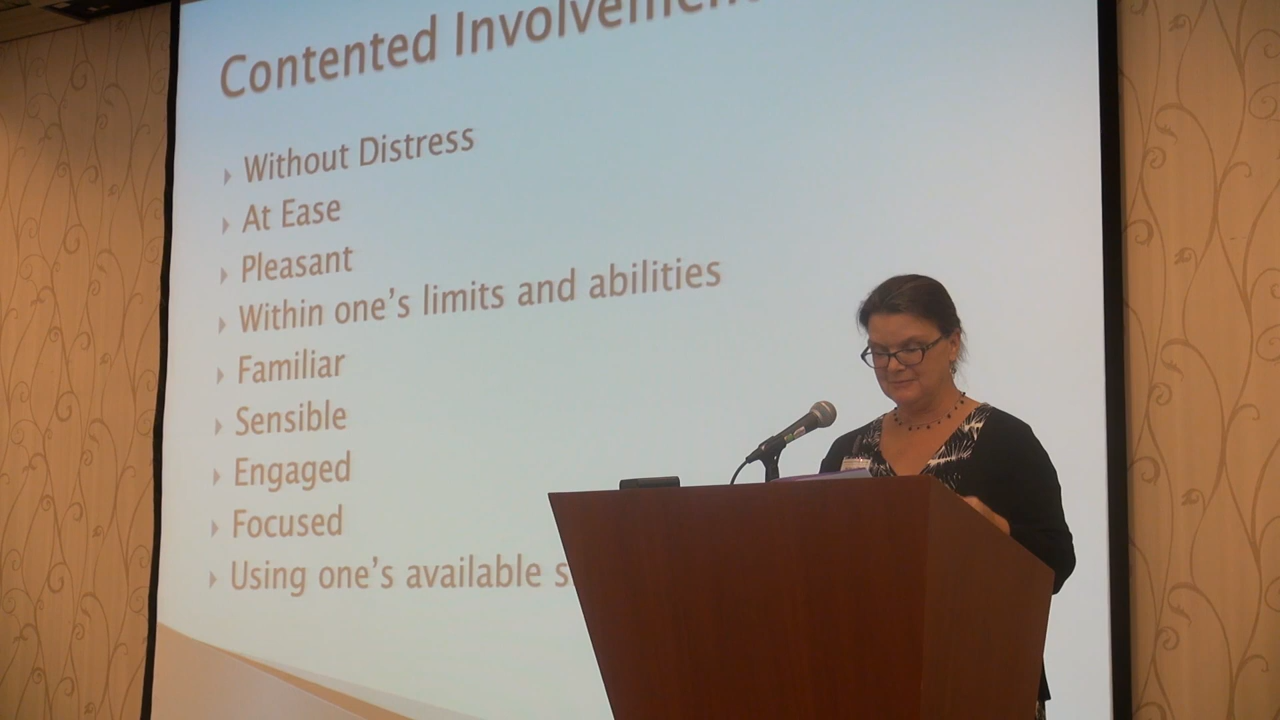 Contented Involvement
Without Distress
At Ease
Pleasant
Within one's limits and abilities
Familiar
Sensible
Engaged
Focused
Using one's available